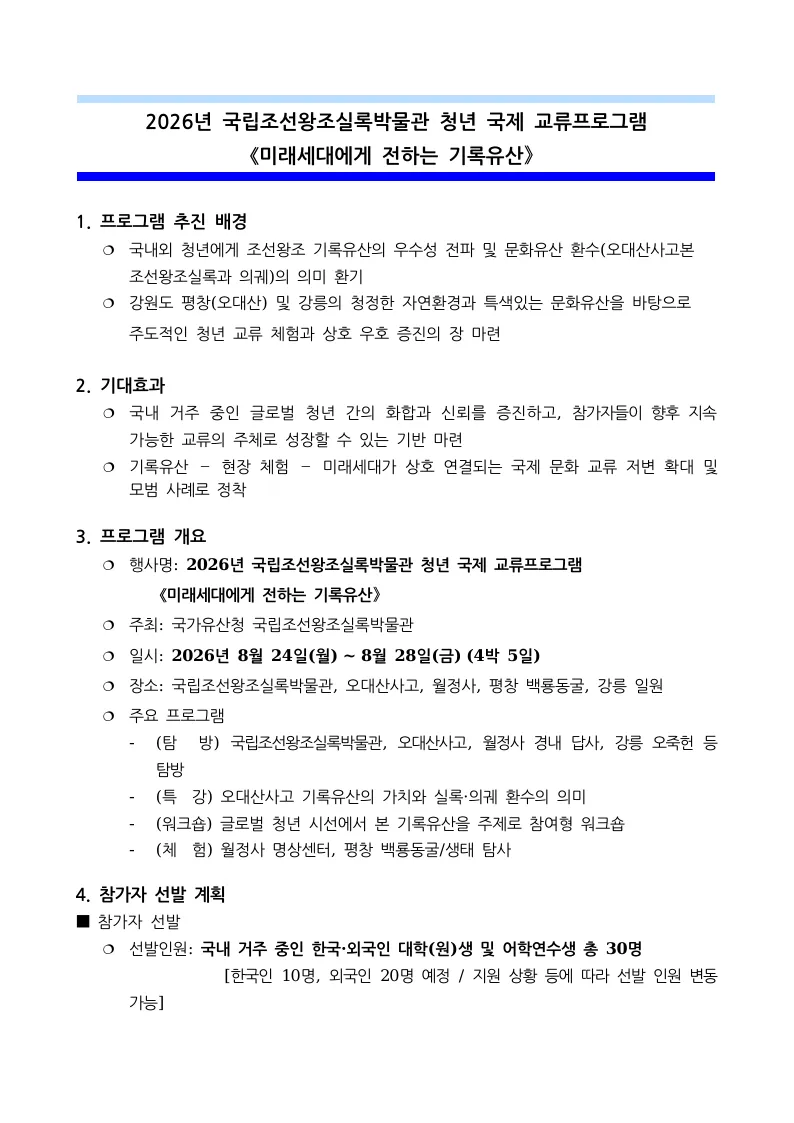 2026년 국립조선왕조실록박물관 청년 국제 교류프로그램
《미래세대에게 전하는 기록유산》
1. 프로그램 추진 배경
❍ 국내외 청년에게 조선왕조 기록유산의 우수성 전파 및 문화유산 환수(오대산사고본
조선왕조실록과 의궤)의 의미 환기
❍ 강원도 평창(오대산) 및 강릉의 청정한 자연환경과 특색있는 문화유산을 바탕으로
주도적인 청년 교류 체험과 상호 우호 증진의 장 마련
2. 기대효과
❍ 국내 거주 중인 글로벌 청년 간의 화합과 신뢰를 증진하고, 참가자들이 향후 지속
가능한 교류의 주체로 성장할 수 있는 기반 마련
❍ 기록유산 – 현장 체험 – 미래세대가 상호 연결되는 국제 문화 교류 저변 확대 및
모범 사례로 정착
3. 프로그램 개요
❍ 행사명: 2026년 국립조선왕조실록박물관 청년 국제 교류프로그램
《미래세대에게 전하는 기록유산》
❍ 주최: 국가유산청 국립조선왕조실록박물관
❍ 일시: 2026년 8월 24일(월) ~ 8월 28일(금) (4박 5일)
❍ 장소: 국립조선왕조실록박물관, 오대산사고, 월정사, 평창 백룡동굴, 강릉 일원
❍ 주요 프로그램
- (탐 방) 국립조선왕조실록박물관, 오대산사고, 월정사 경내 답사, 강릉 오죽헌 등
탐방
- (특 강) 오대산사고 기록유산의 가치와 실록·의궤 환수의 의미
- (워크숍) 글로벌 청년 시선에서 본 기록유산을 주제로 참여형 워크숍
- (체 험) 월정사 명상센터, 평창 백룡동굴/생태 탐사
4. 참가자 선발 계획
■ 참가자 선발
❍ 선발인원: 국내 거주 중인 한국·외국인 대학(원)생 및 어학연수생 총 30명
[한국인 10명, 외국인 20명 예정 / 지원 상황 등에 따라 선발 인원 변동
가능]